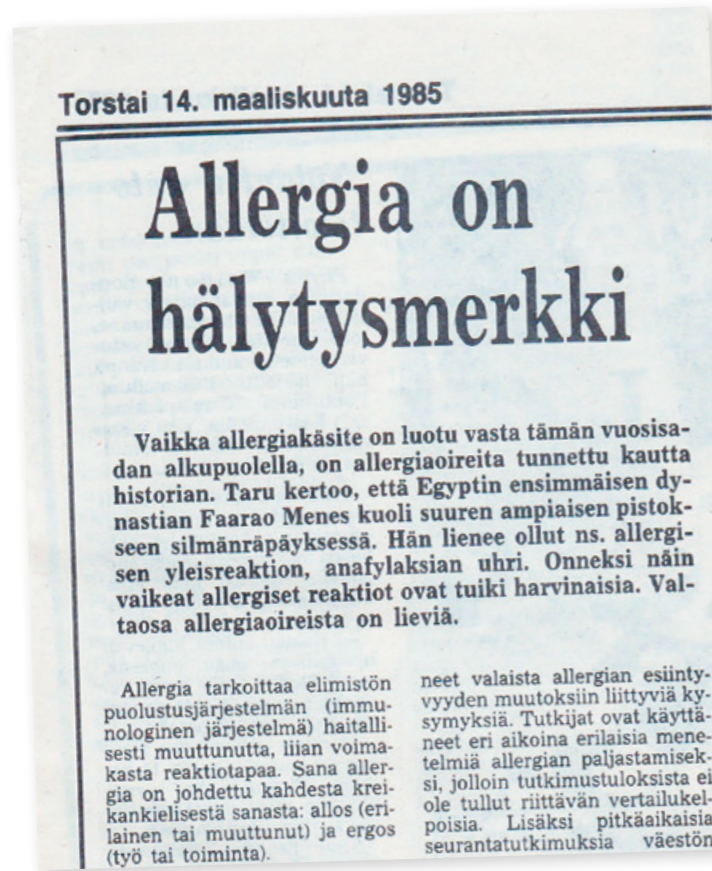 Torstai 14. maaliskuuta 1985
Allergia on
hälytysmerkki
Vaikka allergiakäsite on luotu vasta tämän vuosisa-
dan alkupuolella, on allergiaoireita tunnettu kautta
historian. Taru kertoo, että Egyptin ensimmäisen dy-
nastian Faarao Menes kuoli suuren ampiaisen pistok-
seen silmänräpäyksessä. Hän lienee ollut ns. allergi-
sen yleisreaktion, anafylaksian uhri. Onneksi näin
vaikeat allergiset reaktiot ovat tuiki harvinaisia. Val-
taosa allergiaoireista on lieviä.
Allergia tarkoittaa elimistön
puolustusjärjestelmän (immu-
nologinen järjestelmä) haitalli-
sesti muuttunutta, liian voima-
kasta reaktiotapaa. Sana aller-
gia on johdettu kahdesta krei-
kankielisestä sanasta: allos (eri-
lainen tai muuttunut) ja ergos
(työ tai toiminta).
neet valaista allergian esiinty-
vyyden muutoksiin liittyviä ky-
symyksiä. Tutkijat ovat käyttä-
neet eri aikoina erilaisia mene-
telmiä allergian paljastamisek-
si, jolloin tutkimustuloksista ei
ole tullut riittävän vertailukel-
poisia. Lisäksi pitkäaikaisia
seurantatutkimuksia väestön